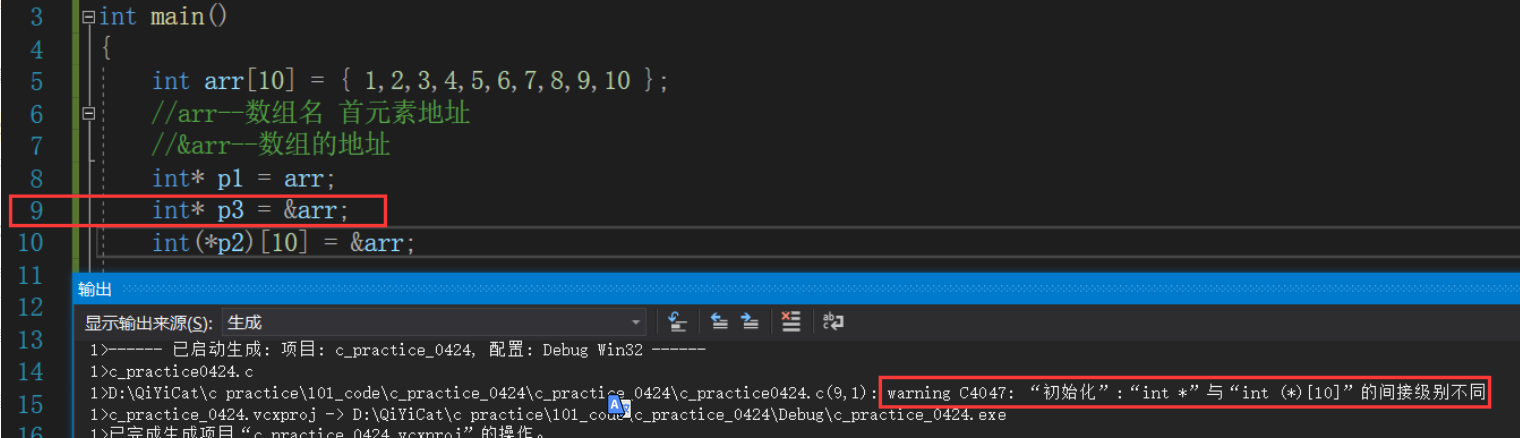 3 int main()
4 {
5 int arr[10] = { 1,2,3,4,5,6,7,8,9,10 };
6 //arr--数组名 首元素地址
7 //&arr--数组的地址
8 int* p1 = arr;
9 int* p3 = &arr;
10 int(*p2)[10] = &arr;
11
12 输出
13 显示输出来源(S): 生成
1>------ 已启动生成: 项目: c_practice_0424, 配置: Debug Win32 ------
14 1>c_practice0424.c
15 1>D:\QiYiCat\c practice\101_code\c_practice_0424\c_practice_0424\c_practice0424.c(9,1): warning C4047: “初始化”:“int *”与“int (*)[10]”的间接级别不同
1>c_practice_0424.vcxproj -> D:\QiYiCat\c practice\101_code\c_practice_0424\Debug\c_practice_0424.exe
16 1>已完成生成项目“c_practice_0424.vcxproj”的操作。